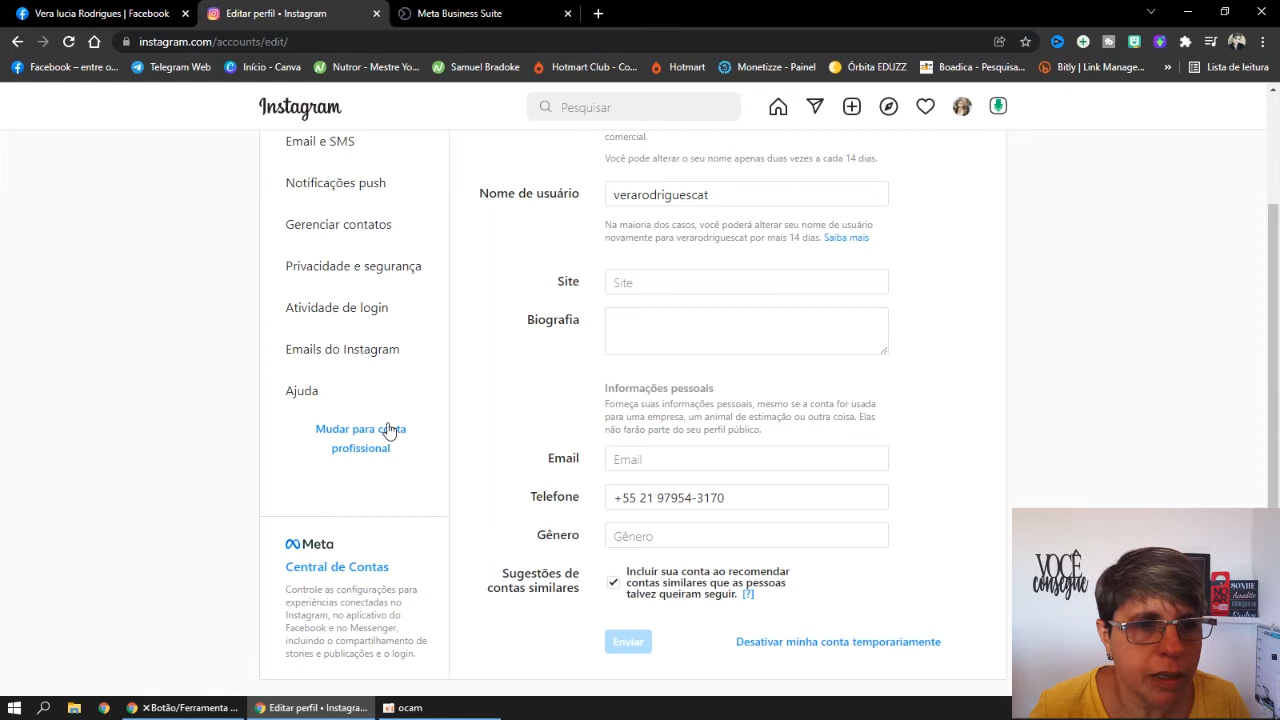 Vera lucia Rodrigues | Facebook
Editar perfil • Instagram
Meta Business Suite
instagram.com/accounts/edit/
Facebook – entre o...
Telegram Web
Início - Canva
Nutror - Mestre Yo...
Samuel Bradoke
Hotmart Club - Co...
Hotmart
Monetizze - Painel
Órbita EDUZZ
Boadica - Pesquisa...
Bitly | Link Manage...
Lista de leitura
Instagram
Pesquisar
Email e SMS
Notificações push
Gerenciar contatos
Privacidade e segurança
Atividade de login
Emails do Instagram
Ajuda
Mudar para conta
profissional
Meta
Central de Contas
Controle as configurações para
experiências conectadas no
Instagram, no aplicativo do
Facebook e no Messenger,
incluindo o compartilhamento de
stories e publicações e o login.
comercial.
Você pode alterar o seu nome apenas duas vezes a cada 14 dias.
Nome de usuário
verarodriguescat
Na maioria dos casos, você poderá alterar seu nome de usuário
novamente para verarodriguescat por mais 14 dias. Saiba mais
Site
Site
Biografia
Informações pessoais
Forneça suas informações pessoais, mesmo se a conta for usada
para uma empresa, um animal de estimação ou outra coisa. Elas
não farão parte do seu perfil público.
Email
Email
Telefone
+55 21 97954-3170
Gênero
Gênero
Sugestões de
contas similares
Incluir sua conta ao recomendar
contas similares que as pessoas
talvez queiram seguir. [?]
Enviar
Desativar minha conta temporariamente
VOCÊ
consegue
NO AR
SONHE
Acredite
×Botão/Ferramenta ...
Editar perfil • Instagra...
ocam